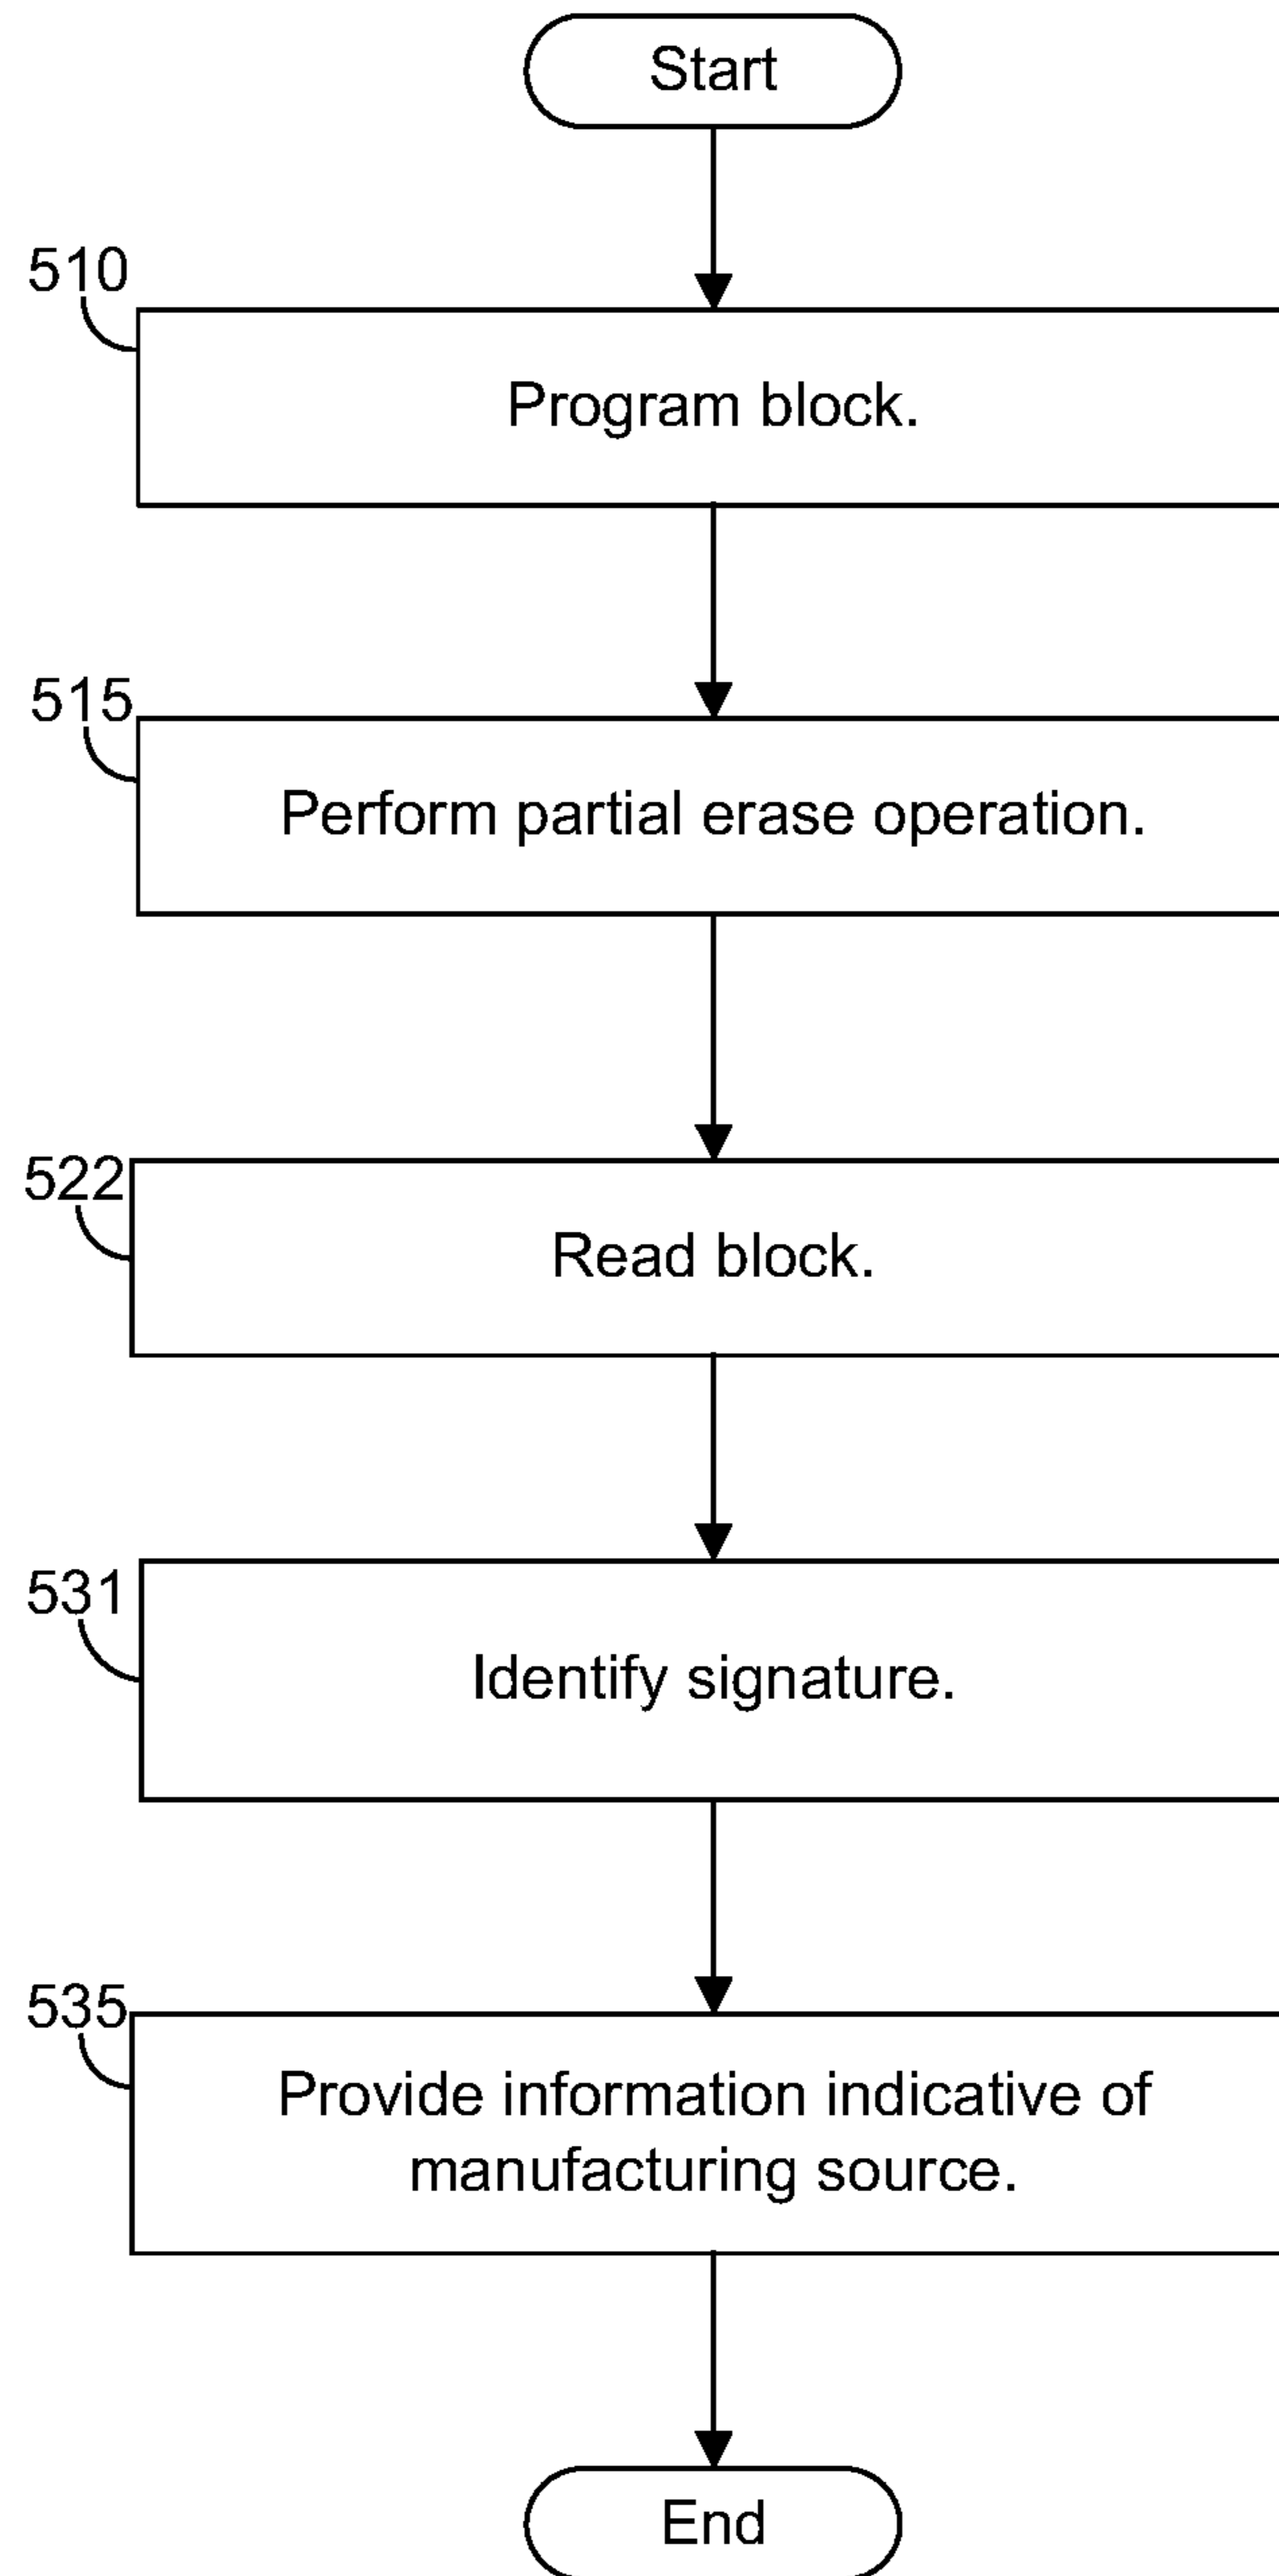 Start
510
Program block.
515
Perform partial erase operation.
522
Read block.
531
Identify signature.
535
Provide information indicative of
manufacturing source.
End